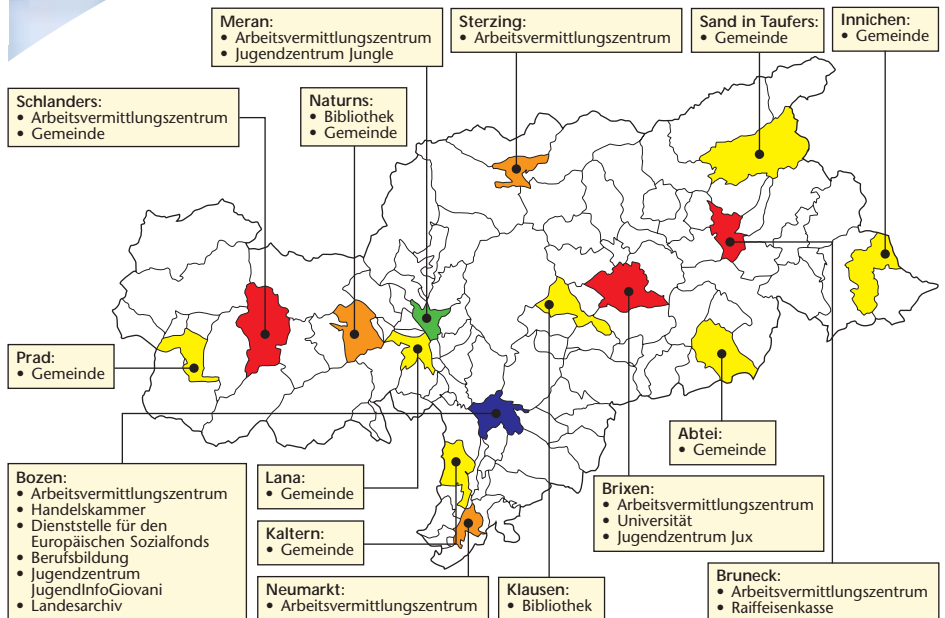 Meran:
• Arbeitsvermittlungszentrum
• Jugendzentrum Jungle
Sterzing:
• Arbeitsvermittlungszentrum
Sand in Taufers:
• Gemeinde
Innichen:
• Gemeinde
Schlanders:
• Arbeitsvermittlungszentrum
• Gemeinde
Naturns:
• Bibliothek
• Gemeinde
Prad:
• Gemeinde
Bozen:
• Arbeitsvermittlungszentrum
• Handelskammer
• Dienststelle für den
Europäischen Sozialfonds
• Berufsbildung
• Jugendzentrum
JugendInfoGiovani
• Landesarchiv
Lana:
• Gemeinde
Kaltern:
• Gemeinde
Neumarkt:
• Arbeitsvermittlungszentrum
Klausen:
• Bibliothek
Abtei:
• Gemeinde
Brixen:
• Arbeitsvermittlungszentrum
• Universität
• Jugendzentrum Jux
Bruneck:
• Arbeitsvermittlungszentrum
• Raiffeisenkasse